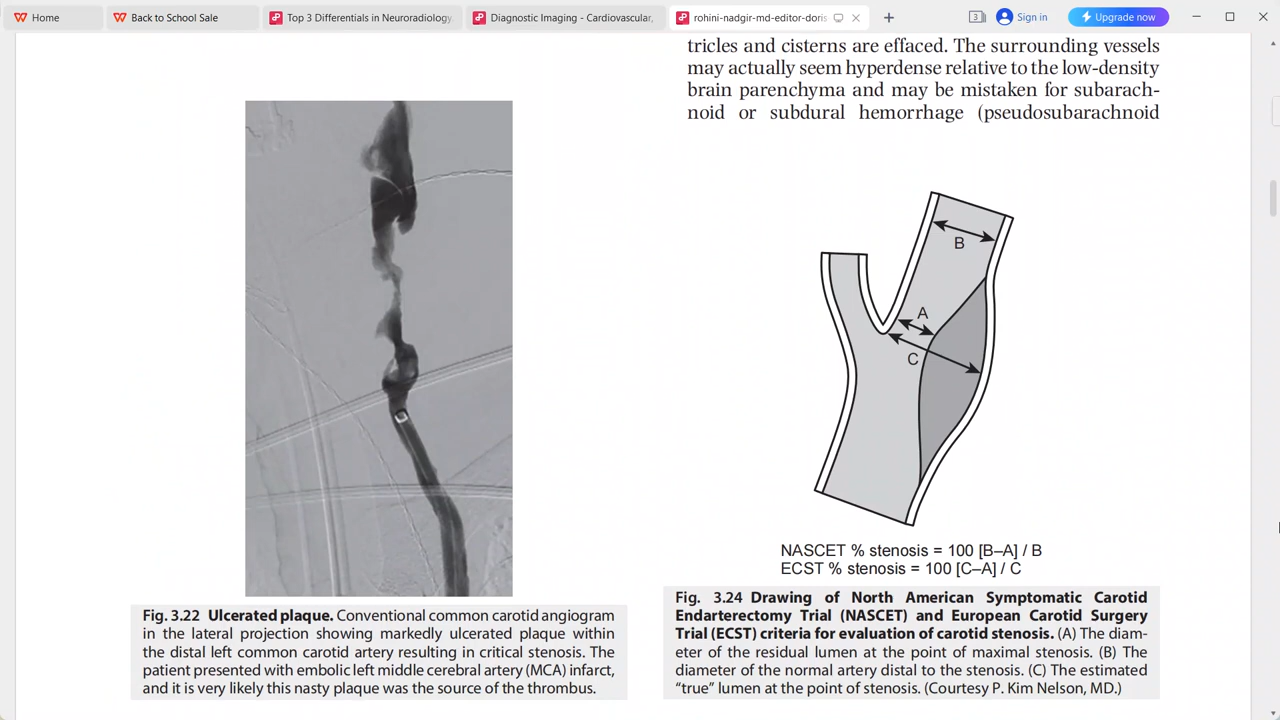 Home
Back to School Sale
Top 3 Differentials in Neuroradiology
Diagnostic Imaging - Cardiovascular,
rohini-nadgir-md-editor-doris
3
Sign in
Upgrade now
tricles and cisterns are effaced. The surrounding vessels
may actually seem hyperdense relative to the low-density
brain parenchyma and may be mistaken for subarach-
noid or subdural hemorrhage (pseudosubarachnoid
B
A
C
NASCET % stenosis = 100 [B–A] / B
ECST % stenosis = 100 [C–A] / C
Fig. 3.22 Ulcerated plaque. Conventional common carotid angiogram
in the lateral projection showing markedly ulcerated plaque within
the distal left common carotid artery resulting in critical stenosis. The
patient presented with embolic left middle cerebral artery (MCA) infarct,
and it is very likely this nasty plaque was the source of the thrombus.
Fig. 3.24 Drawing of North American Symptomatic Carotid
Endarterectomy Trial (NASCET) and European Carotid Surgery
Trial (ECST) criteria for evaluation of carotid stenosis. (A) The diam-
eter of the residual lumen at the point of maximal stenosis. (B) The
diameter of the normal artery distal to the stenosis. (C) The estimated
“true” lumen at the point of stenosis. (Courtesy P. Kim Nelson, MD.)